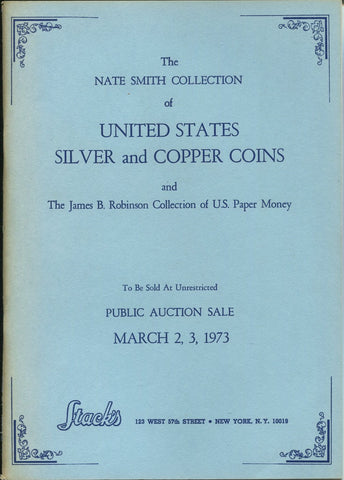 The
NATE SMITH COLLECTION
of
UNITED STATES
SILVER and COPPER COINS
and
The James B. Robinson Collection of U.S. Paper Money
To Be Sold At Unrestricted
PUBLIC AUCTION SALE
MARCH 2, 3, 1973
Stack's 123 WEST 57th STREET • NEW YORK, N. Y. 10019